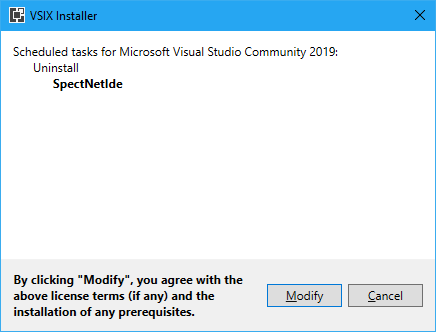 VSIX Installer
Scheduled tasks for Microsoft Visual Studio Community 2019:
Uninstall
SpectNetIde
By clicking "Modify", you agree with the
above license terms (if any) and the
installation of any prerequisites.
Modify
Cancel